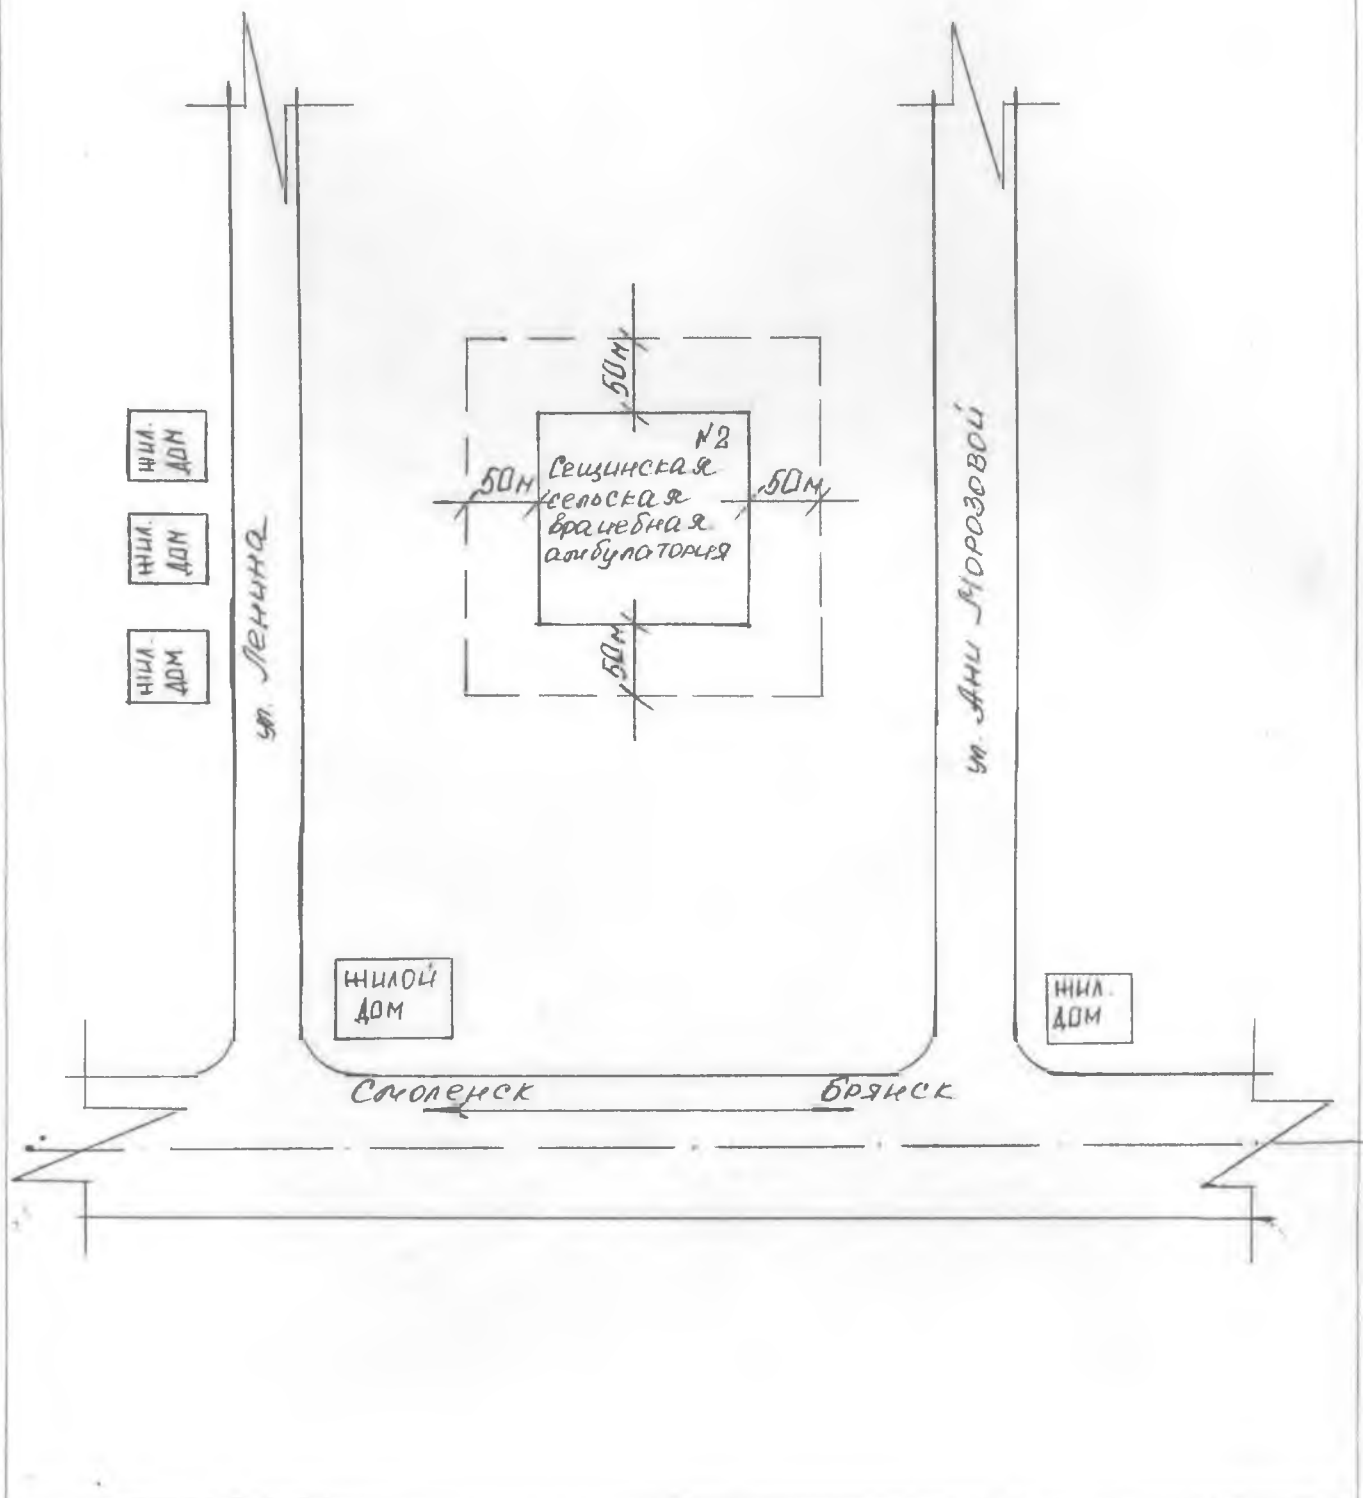 50м
№2
Сещинская
сельская
врачебная
амбулатория
50м
50м
50м
жил.
дом
жил.
дом
жил.
дом
ул. Ленина
ул. Ани Морозовой
жилой
дом
жил.
дом
Смоленск
Брянск